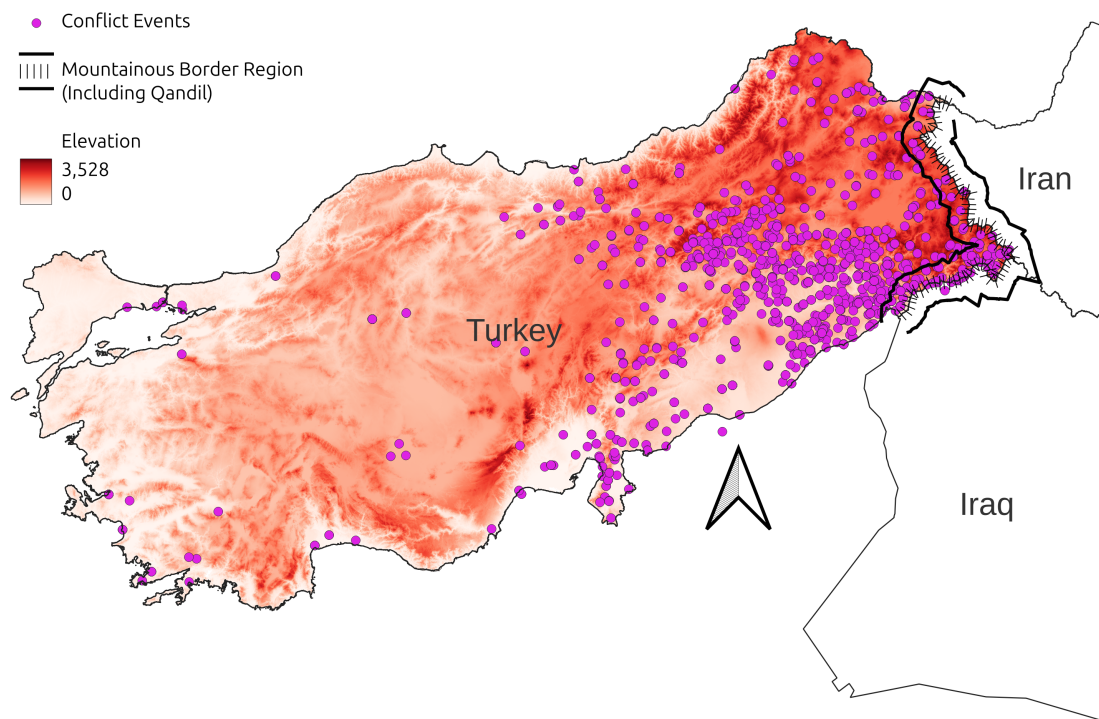 Conflict Events
Mountainous Border Region
(Including Qandil)
Elevation
3,528
0
Iran
Turkey
Iraq